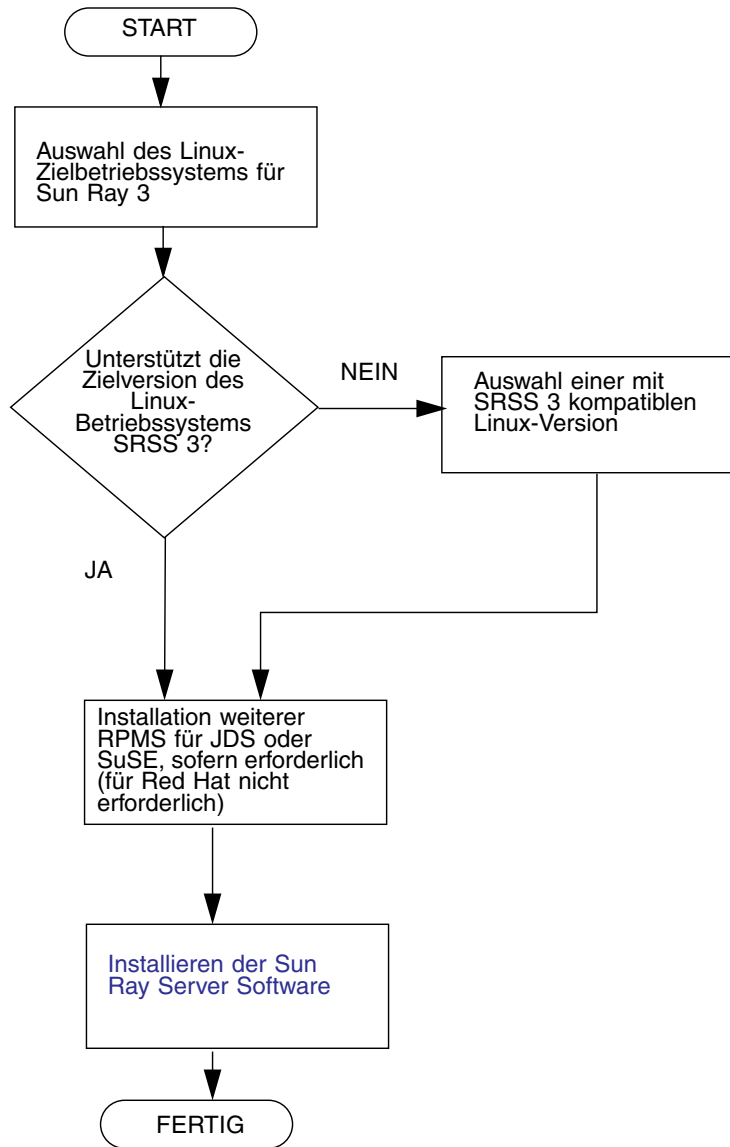 START
Auswahl des Linux-
Zielbetriebssystems für
Sun Ray 3
Unterstützt die
Zielversion des
Linux-
Betriebssystems
SRSS 3?
NEIN
Auswahl einer mit
SRSS 3 kompatiblen
Linux-Version
JA
Installation weiterer
RPMS für JDS oder
SuSE, sofern erforderlich
(für Red Hat nicht
erforderlich)
Installieren der Sun
Ray Server Software
FERTIG